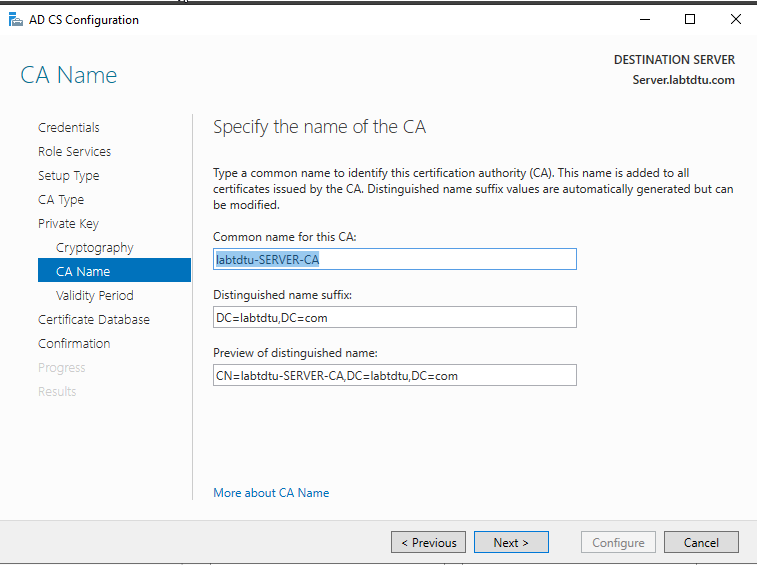 AD CS Configuration
CA Name
DESTINATION SERVER
Server.labtdtu.com
Credentials
Role Services
Setup Type
CA Type
Private Key
Cryptography
CA Name
Validity Period
Certificate Database
Confirmation
Progress
Results
Specify the name of the CA
Type a common name to identify this certification authority (CA). This name is added to all
certificates issued by the CA. Distinguished name suffix values are automatically generated but can
be modified.
Common name for this CA:
labtdtu-SERVER-CA
Distinguished name suffix:
DC=labtdtu,DC=com
Preview of distinguished name:
CN=labtdtu-SERVER-CA,DC=labtdtu,DC=com
More about CA Name
< Previous
Next >
Configure
Cancel